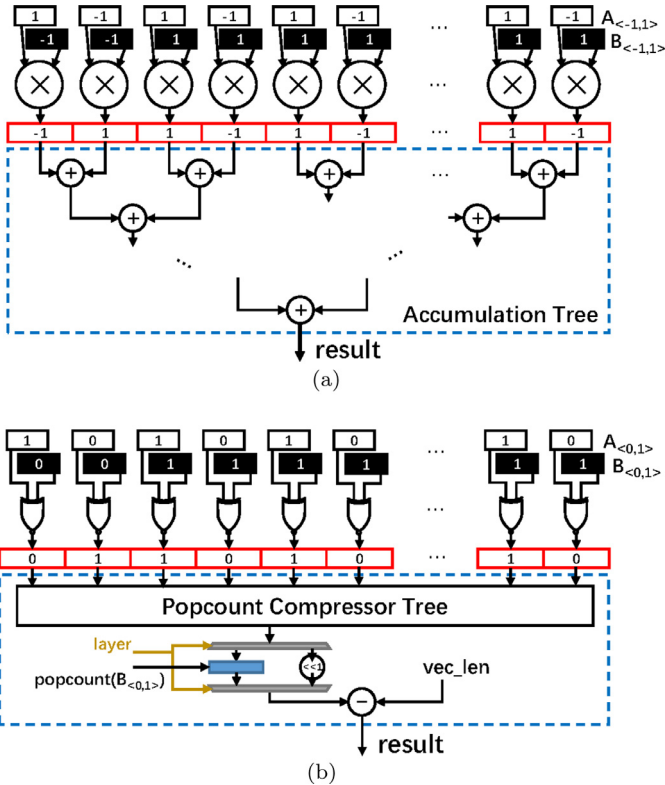 1 -1 1 -1 1 -1 ... 1 -1 A<-1,1>
-1 -1 1 1 1 1 1 1 B<-1,1>
× × × × × × ... × ×
-1 1 1 -1 1 -1 ... 1 -1
+ + + ... +
+ +
... ...
+
Accumulation Tree
result
(a)
1 0 1 0 1 0 ... 1 0 A<0,1>
0 0 1 1 1 1 1 1 B<0,1>
...
0 1 1 0 1 0 ... 1 0
Popcount Compressor Tree
layer
popcount(B<0,1>) <<1 vec_len
−
result
(b)